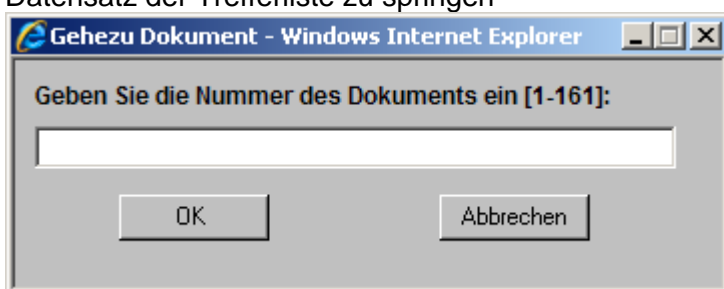 Datensatz der Trefferliste zu springen
Gehezu Dokument - Windows Internet Explorer
Geben Sie die Nummer des Dokuments ein [1-161]:
OK
Abbrechen